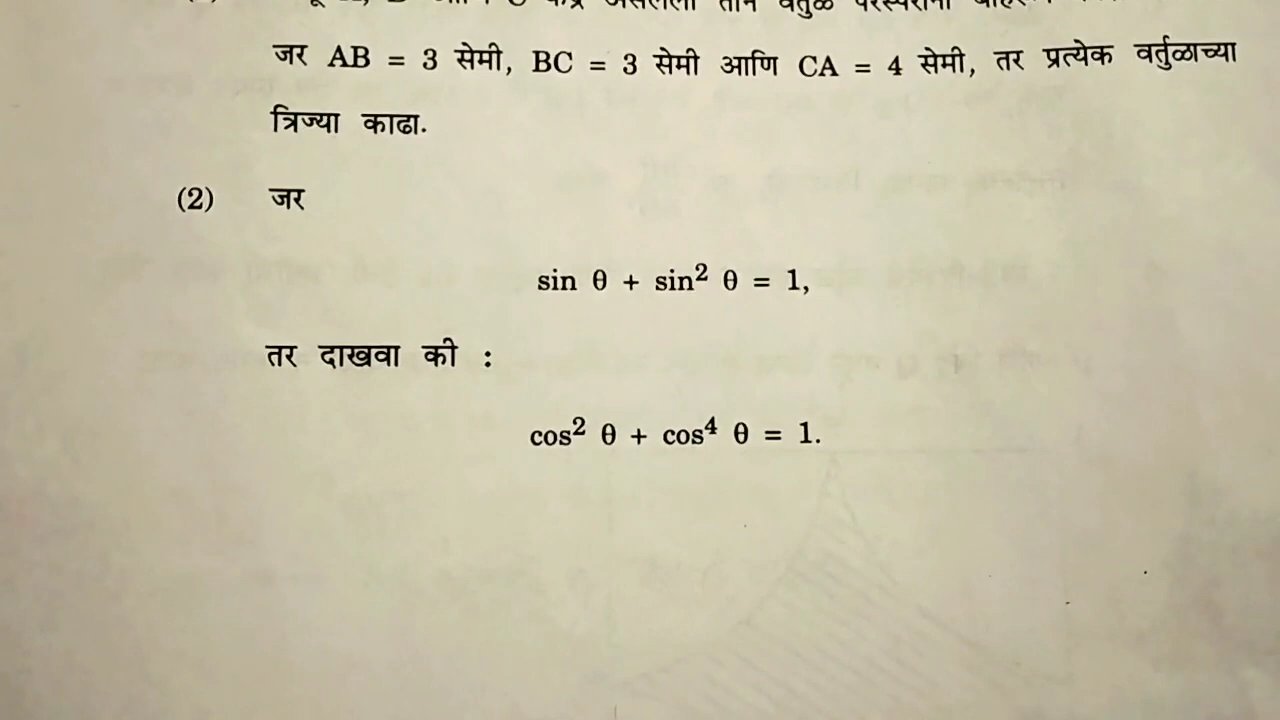 जर AB = 3 सेमी, BC = 3 सेमी आणि CA = 4 सेमी, तर प्रत्येक वर्तुळाच्या
त्रिज्या काढा.
(2) जर
sin θ + sin² θ = 1,
तर दाखवा की :
cos² θ + cos⁴ θ = 1.